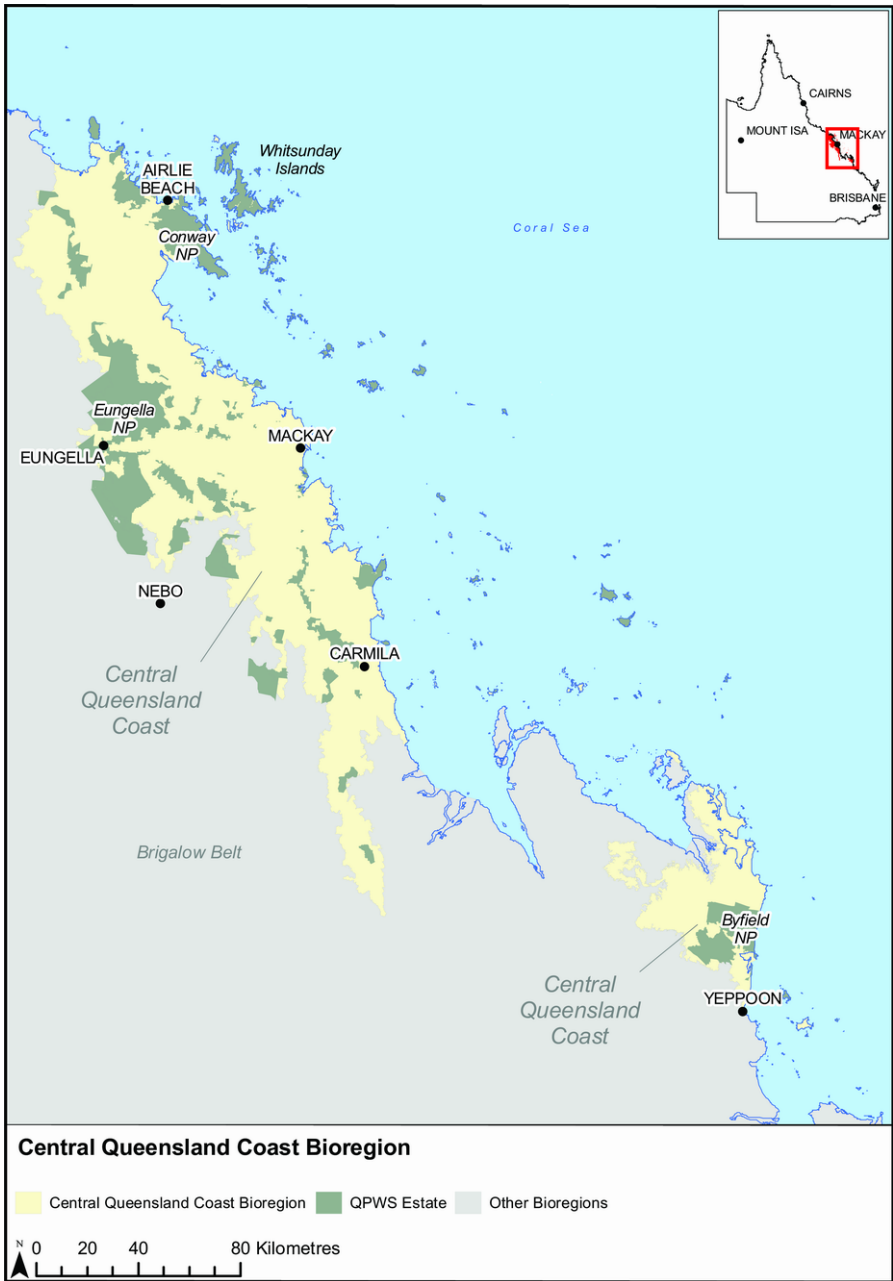 CAIRNS
MOUNT ISA
MACKAY
BRISBANE
AIRLIE
BEACH
Whitsunday
Islands
Conway
NP
Coral Sea
Eungella
NP
EUNGELLA
MACKAY
NEBO
CARMILA
Central
Queensland
Coast
Brigalow Belt
Byfield
NP
Central
Queensland
Coast
YEPPOON
Central Queensland Coast Bioregion
Central Queensland Coast Bioregion
QPWS Estate
Other Bioregions
N
0 20 40 80 Kilometres